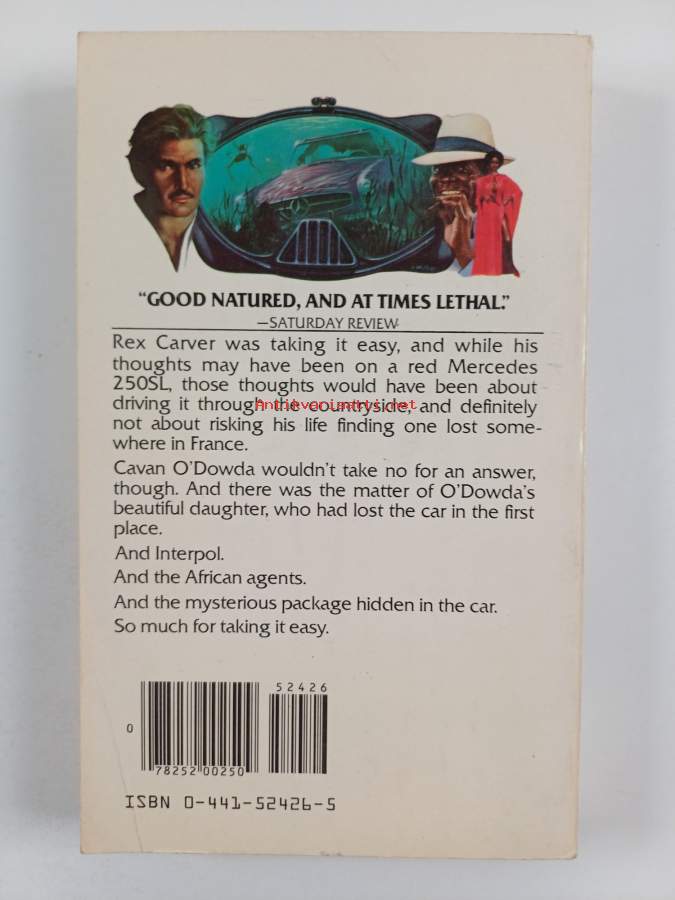 “GOOD NATURED, AND AT TIMES LETHAL.”
—SATURDAY REVIEW
Rex Carver was taking it easy, and while his
thoughts may have been on a red Mercedes
250SL, those thoughts would have been about
driving it through the countryside, and definitely
Antikvariaatti.net
not about risking his life finding one lost some-
where in France.
Cavan O’Dowda wouldn’t take no for an answer,
though. And there was the matter of O’Dowda’s
beautiful daughter, who had lost the car in the first
place.
And Interpol.
And the African agents.
And the mysterious package hidden in the car.
So much for taking it easy.
52426
0
78252 00250
ISBN 0-441-52426-5